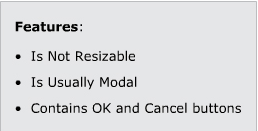 Features:
• Is Not Resizable
• Is Usually Modal
• Contains OK and Cancel buttons